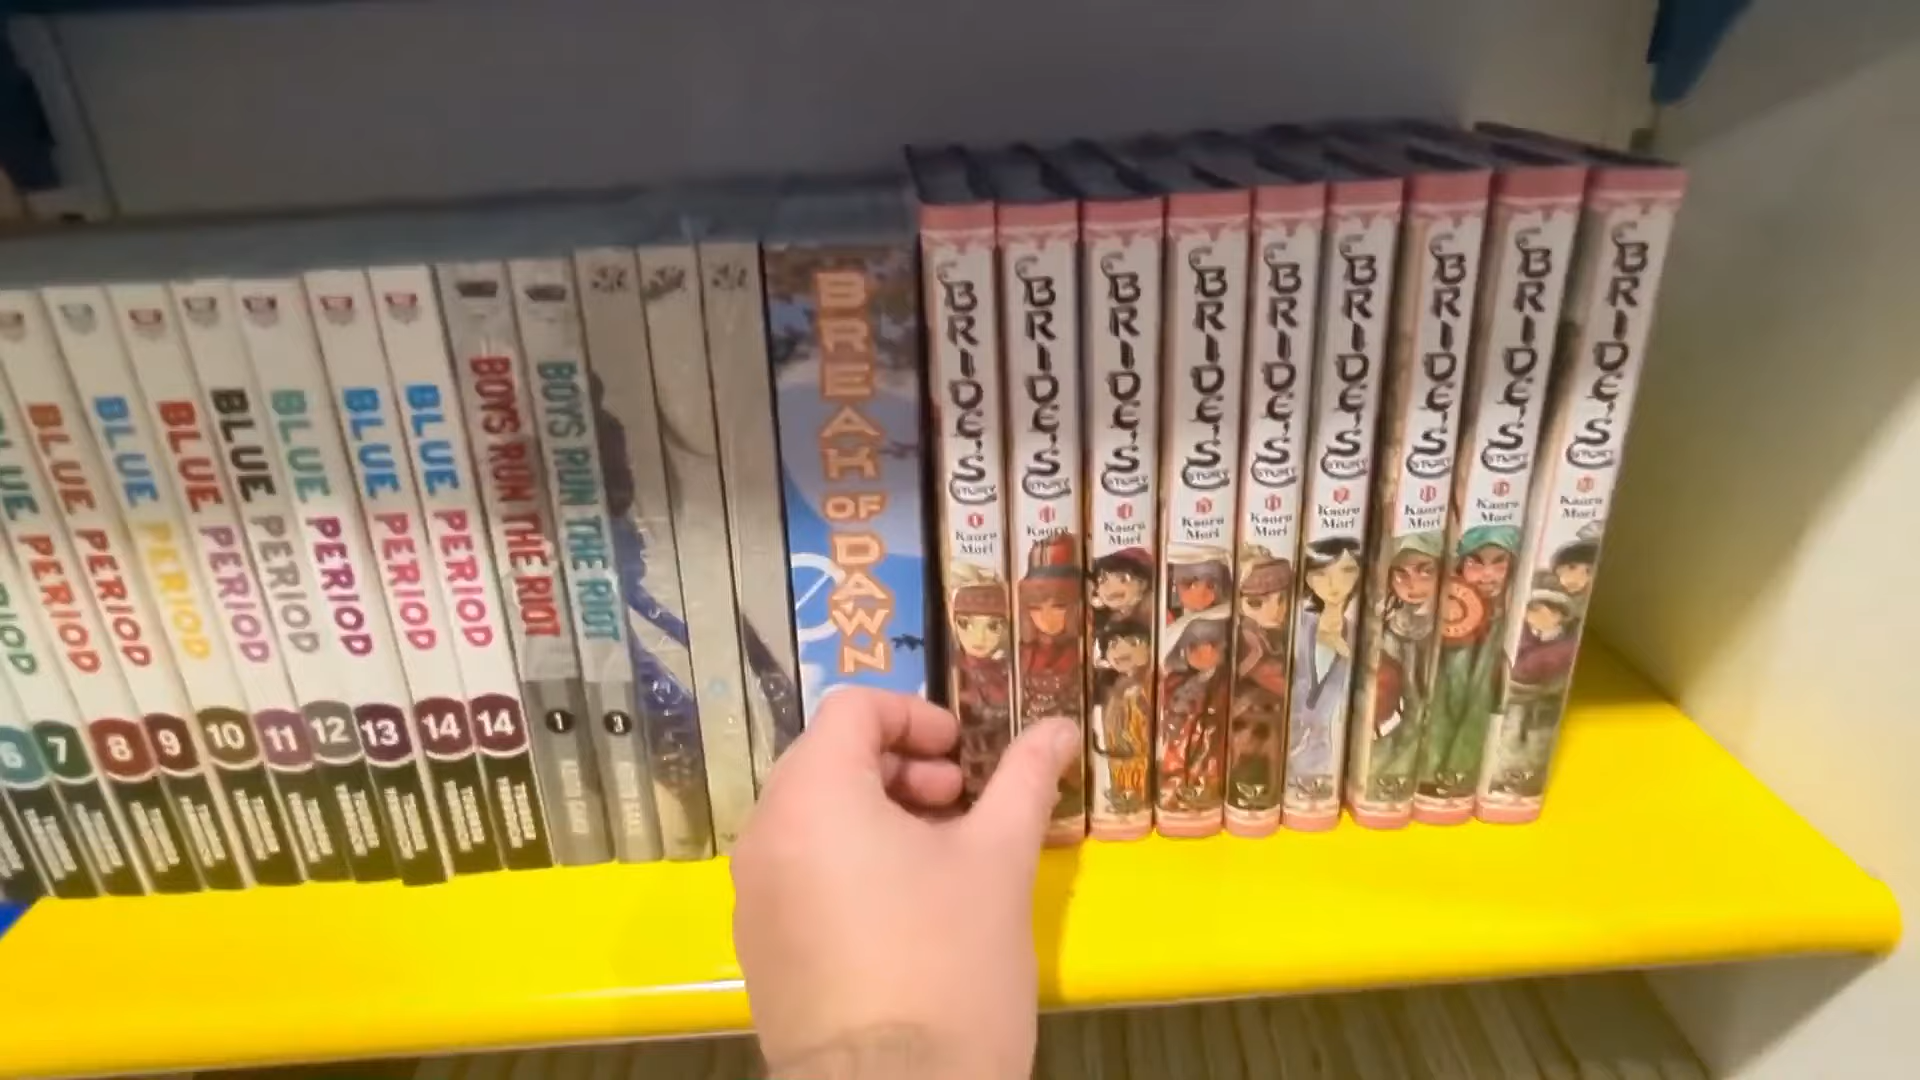 BLUE PERIOD
6
BLUE PERIOD
7
BLUE PERIOD
8
BLUE PERIOD
9
BLUE PERIOD
10
BLUE PERIOD
11
BLUE PERIOD
12
BLUE PERIOD
13
BLUE PERIOD
14
14
BOYS RUN THE RIOT
1
BOYS RUN THE RIOT
3
BREAK OF DAWN
BRIDE'S STORY
Kaoru Mori
BRIDE'S STORY
Kaoru Mori
BRIDE'S STORY
Kaoru Mori
BRIDE'S STORY
Kaoru Mori
BRIDE'S STORY
Kaoru Mori
BRIDE'S STORY
Kaoru Mori
BRIDE'S STORY
Kaoru Mori
BRIDE'S STORY
Kaoru Mori
BRIDE'S STORY
Kaoru Mori